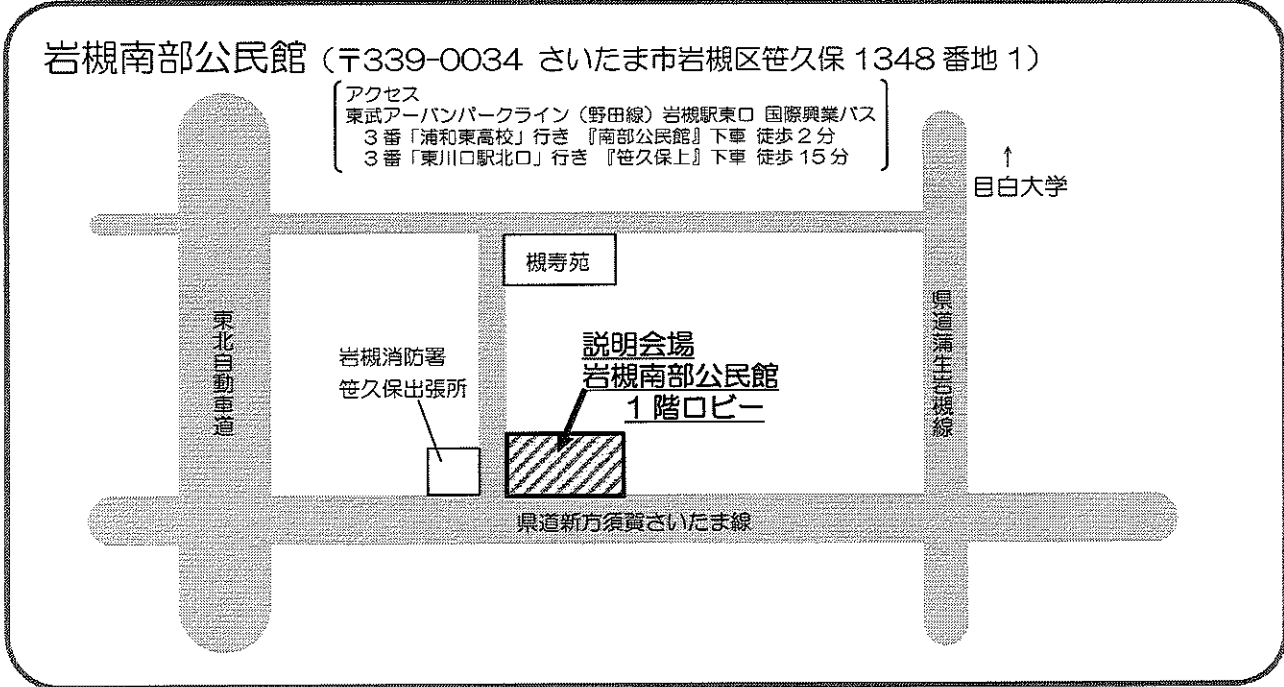 岩槻南部公民館（〒339-0034 さいたま市岩槻区笹久保 1348 番地 1）
アクセス
東武アーバンパークライン（野田線）岩槻駅東口 国際興業バス
3 番「浦和東高校」行き 『南部公民館』下車 徒歩 2 分
3 番「東川口駅北口」行き 『笹久保上』下車 徒歩 15 分
↑
目白大学
槻寿苑
東北自動車道
岩槻消防署
笹久保出張所
説明会場
岩槻南部公民館
1 階ロビー
県道蒲生岩槻線
県道新方須賀さいたま線